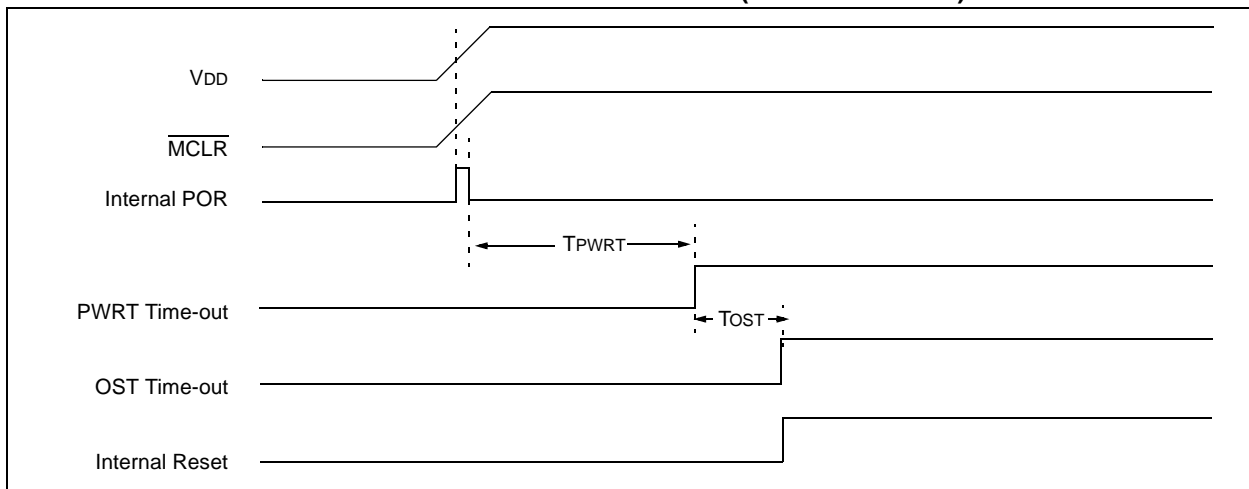 VDD
MCLR
Internal POR
TPWRT
PWRT Time-out
TOST
OST Time-out
Internal Reset